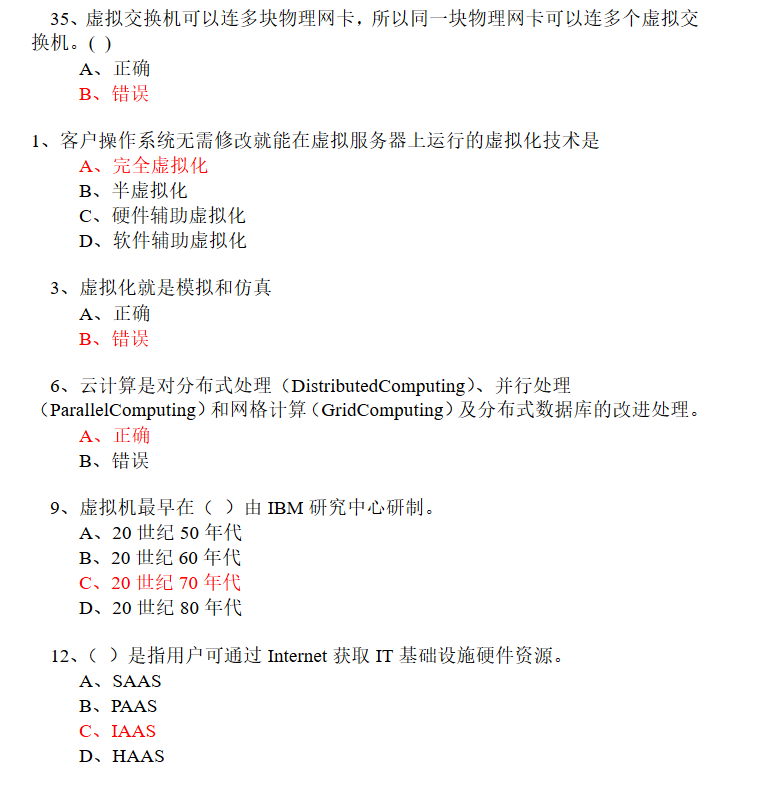 35、虚拟交换机可以连多块物理网卡，所以同一块物理网卡可以连多个虚拟交
换机。( )
A、正确
B、错误
1、客户操作系统无需修改就能在虚拟服务器上运行的虚拟化技术是
A、完全虚拟化
B、半虚拟化
C、硬件辅助虚拟化
D、软件辅助虚拟化
3、虚拟化就是模拟和仿真
A、正确
B、错误
6、云计算是对分布式处理（DistributedComputing）、并行处理
（ParallelComputing）和网格计算（GridComputing）及分布式数据库的改进处理。
A、正确
B、错误
9、虚拟机最早在（ ）由 IBM 研究中心研制。
A、20 世纪 50 年代
B、20 世纪 60 年代
C、20 世纪 70 年代
D、20 世纪 80 年代
12、（ ）是指用户可通过 Internet 获取 IT 基础设施硬件资源。
A、SAAS
B、PAAS
C、IAAS
D、HAAS